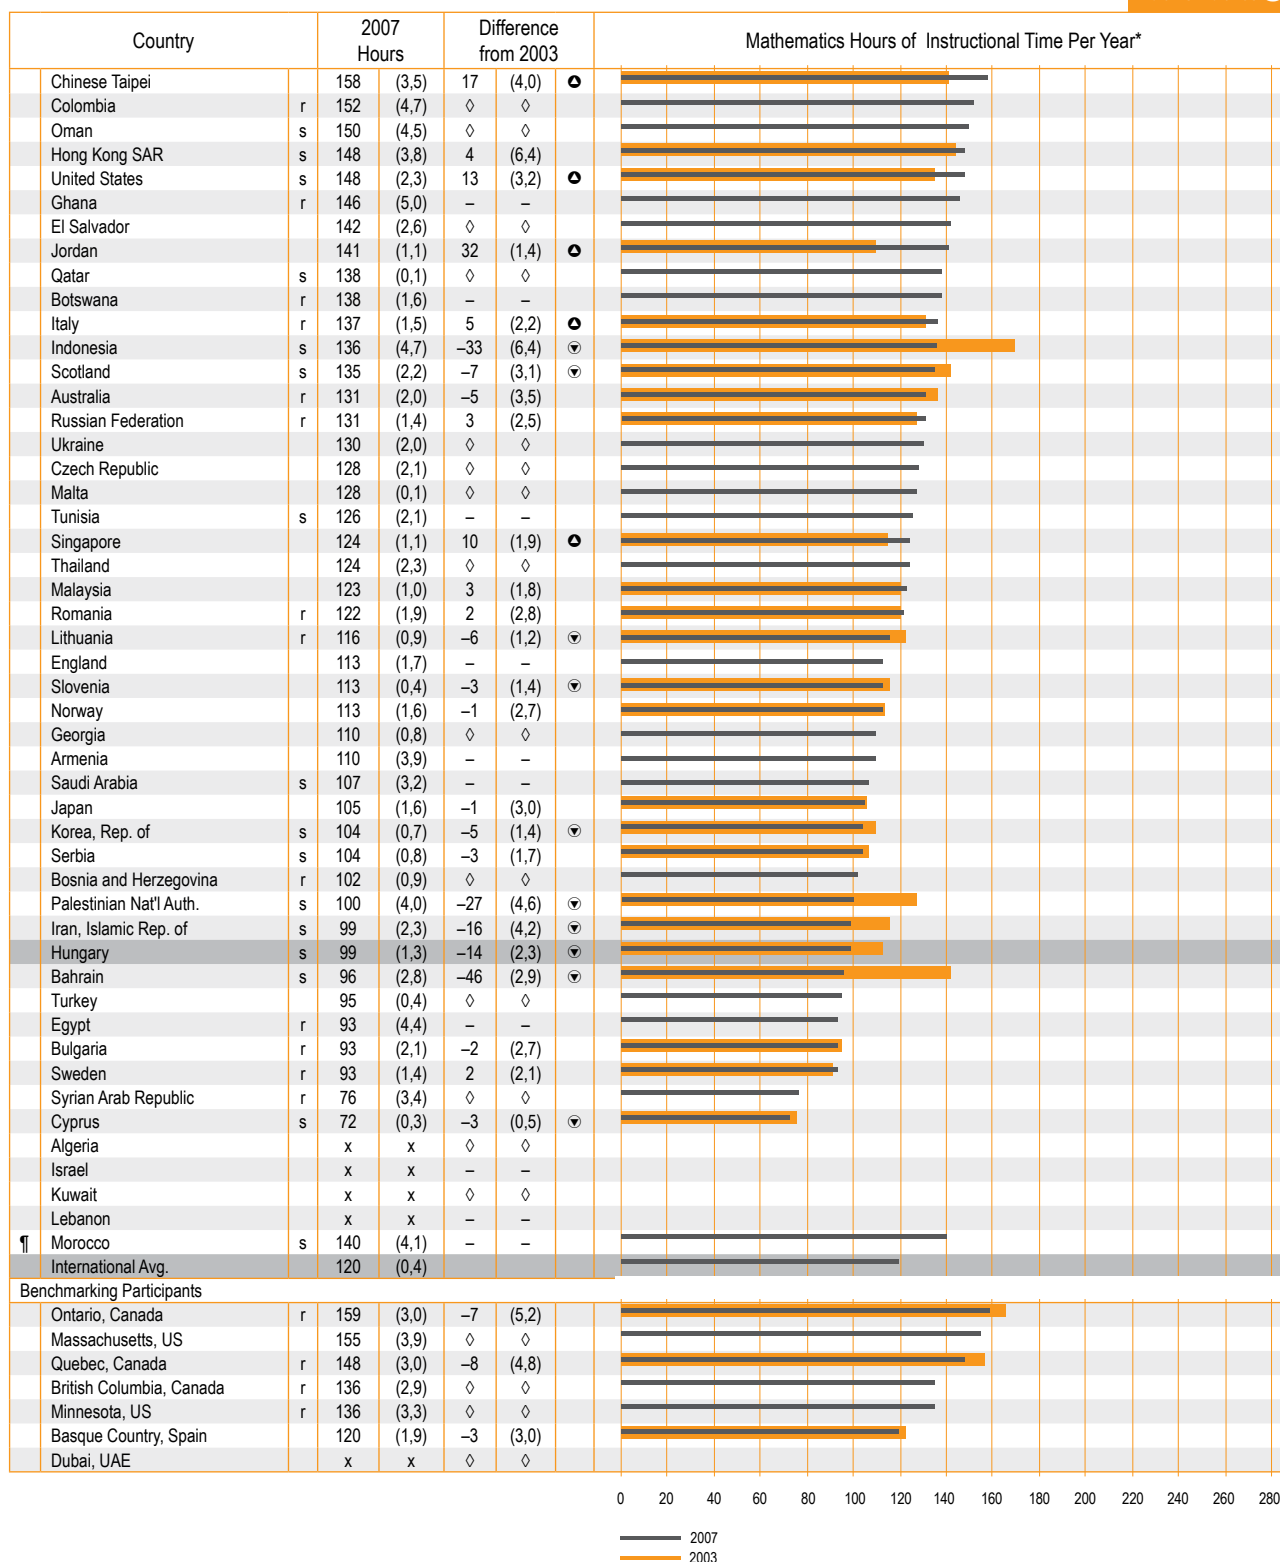 Country 2007 Hours Difference from 2003 Mathematics Hours of Instructional Time Per Year*
Chinese Taipei 158 (3,5) 17 (4,0)
Colombia r 152 (4,7) ◊ ◊
Oman s 150 (4,5) ◊ ◊
Hong Kong SAR s 148 (3,8) 4 (6,4)
United States s 148 (2,3) 13 (3,2)
Ghana r 146 (5,0) – –
El Salvador 142 (2,6) ◊ ◊
Jordan 141 (1,1) 32 (1,4)
Qatar s 138 (0,1) ◊ ◊
Botswana r 138 (1,6) – –
Italy r 137 (1,5) 5 (2,2)
Indonesia s 136 (4,7) –33 (6,4)
Scotland s 135 (2,2) –7 (3,1)
Australia r 131 (2,0) –5 (3,5)
Russian Federation r 131 (1,4) 3 (2,5)
Ukraine 130 (2,0) ◊ ◊
Czech Republic 128 (2,1) ◊ ◊
Malta 128 (0,1) ◊ ◊
Tunisia s 126 (2,1) – –
Singapore 124 (1,1) 10 (1,9)
Thailand 124 (2,3) ◊ ◊
Malaysia 123 (1,0) 3 (1,8)
Romania r 122 (1,9) 2 (2,8)
Lithuania r 116 (0,9) –6 (1,2)
England 113 (1,7) – –
Slovenia 113 (0,4) –3 (1,4)
Norway 113 (1,6) –1 (2,7)
Georgia 110 (0,8) ◊ ◊
Armenia 110 (3,9) – –
Saudi Arabia s 107 (3,2) – –
Japan 105 (1,6) –1 (3,0)
Korea, Rep. of s 104 (0,7) –5 (1,4)
Serbia s 104 (0,8) –3 (1,7)
Bosnia and Herzegovina r 102 (0,9) ◊ ◊
Palestinian Nat'l Auth. s 100 (4,0) –27 (4,6)
Iran, Islamic Rep. of s 99 (2,3) –16 (4,2)
Hungary s 99 (1,3) –14 (2,3)
Bahrain s 96 (2,8) –46 (2,9)
Turkey 95 (0,4) ◊ ◊
Egypt r 93 (4,4) – –
Bulgaria r 93 (2,1) –2 (2,7)
Sweden r 93 (1,4) 2 (2,1)
Syrian Arab Republic r 76 (3,4) ◊ ◊
Cyprus s 72 (0,3) –3 (0,5)
Algeria x x ◊ ◊
Israel x x – –
Kuwait x x ◊ ◊
Lebanon x x – –
¶ Morocco s 140 (4,1) – –
International Avg. 120 (0,4)
Benchmarking Participants
Ontario, Canada r 159 (3,0) –7 (5,2)
Massachusetts, US 155 (3,9) ◊ ◊
Quebec, Canada r 148 (3,0) –8 (4,8)
British Columbia, Canada r 136 (2,9) ◊ ◊
Minnesota, US r 136 (3,3) ◊ ◊
Basque Country, Spain 120 (1,9) –3 (3,0)
Dubai, UAE x x ◊ ◊
0 20 40 60 80 100 120 140 160 180 200 220 240 260 280
2007
2003